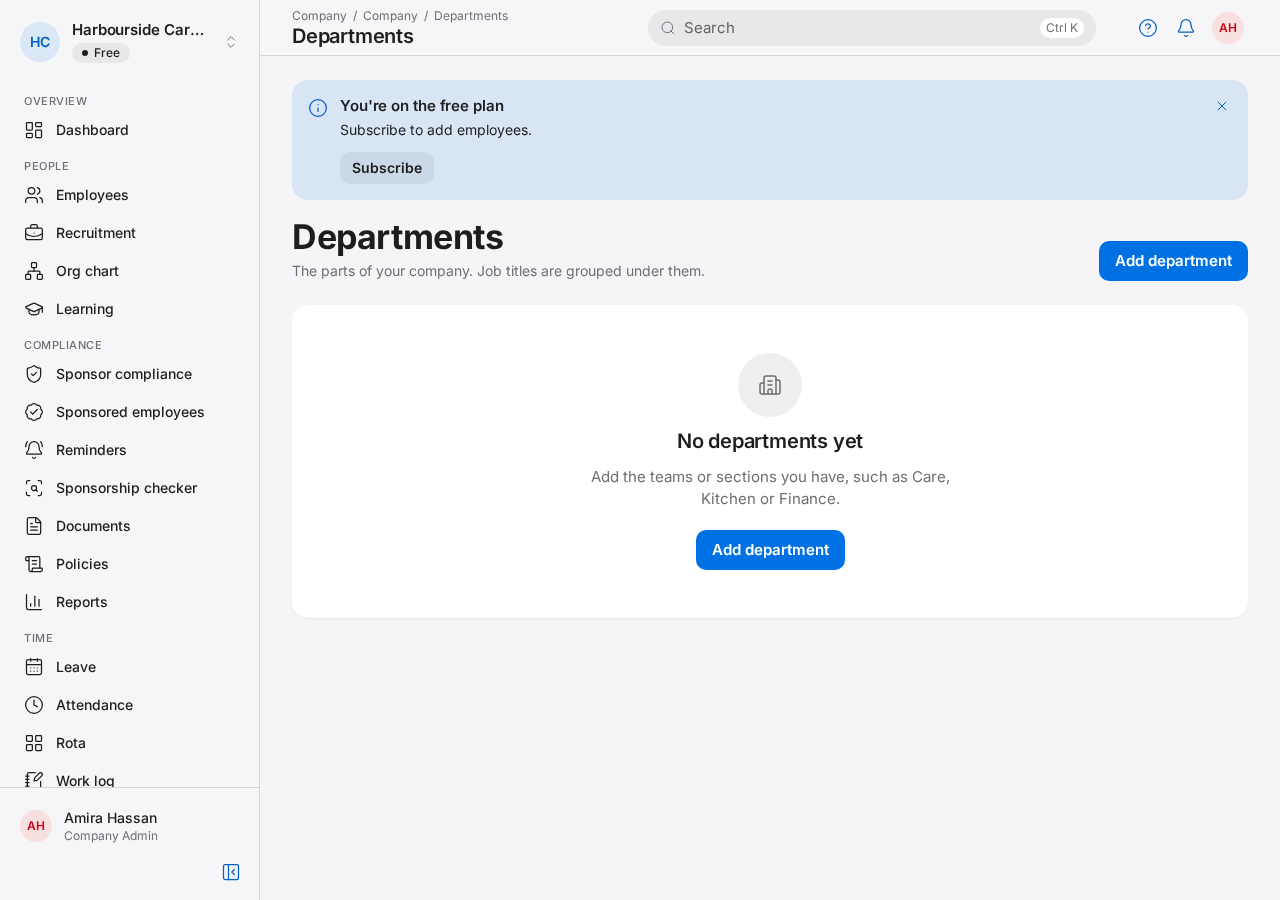 HC
Harbourside Car...
Free
OVERVIEW
Dashboard
PEOPLE
Employees
Recruitment
Org chart
Learning
COMPLIANCE
Sponsor compliance
Sponsored employees
Reminders
Sponsorship checker
Documents
Policies
Reports
TIME
Leave
Attendance
Rota
Work log
AH
Amira Hassan
Company Admin
Company / Company / Departments
Departments
Search
Ctrl K
AH
You're on the free plan
Subscribe to add employees.
Subscribe
Departments
The parts of your company. Job titles are grouped under them.
Add department
No departments yet
Add the teams or sections you have, such as Care,
Kitchen or Finance.
Add department